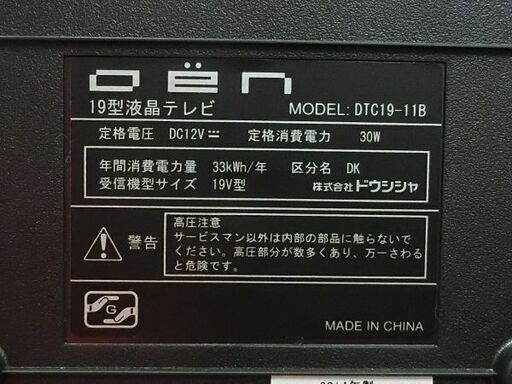 oën
19型液晶テレビ MODEL: DTC19-11B
定格電圧 DC12V⎓ 定格消費電力 30W
年間消費電力量 33kWh/年 区分名 DK
受信機型サイズ 19V型 株式会社ドウシシャ
高圧注意
警告 サービスマン以外は内部の部品に触らないで
ください。高圧部分が数多くあり、万一さわる
と危険です。
G
MADE IN CHINA